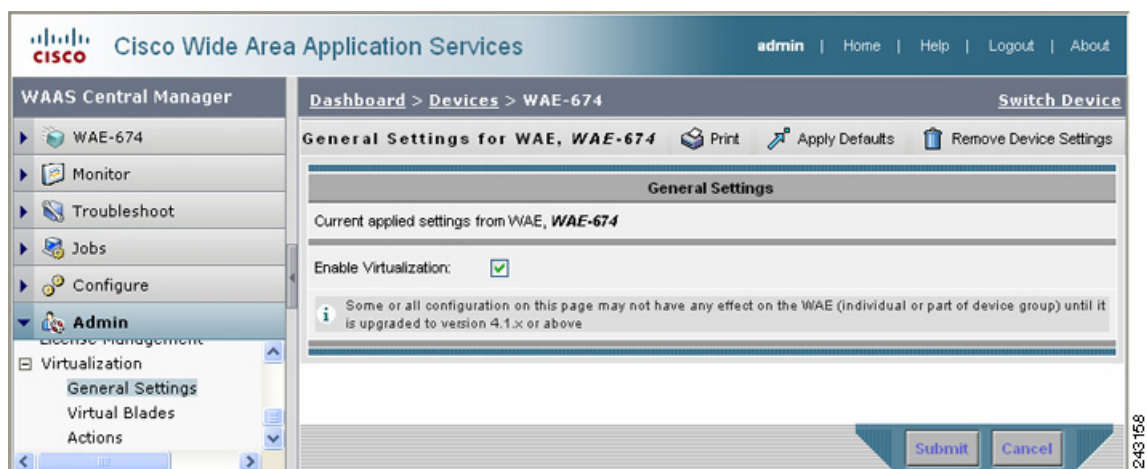 CISCO
Cisco Wide Area Application Services
admin | Home | Help | Logout | About
WAAS Central Manager
WAE-674
Monitor
Troubleshoot
Jobs
Configure
Admin
License Management
Virtualization
General Settings
Virtual Blades
Actions
Dashboard > Devices > WAE-674
Switch Device
General Settings for WAE, WAE-674
Print
Apply Defaults
Remove Device Settings
General Settings
Current applied settings from WAE, WAE-674
Enable Virtualization:
i Some or all configuration on this page may not have any effect on the WAE (individual or part of device group) until it
is upgraded to version 4.1.x or above
Submit
Cancel
243158